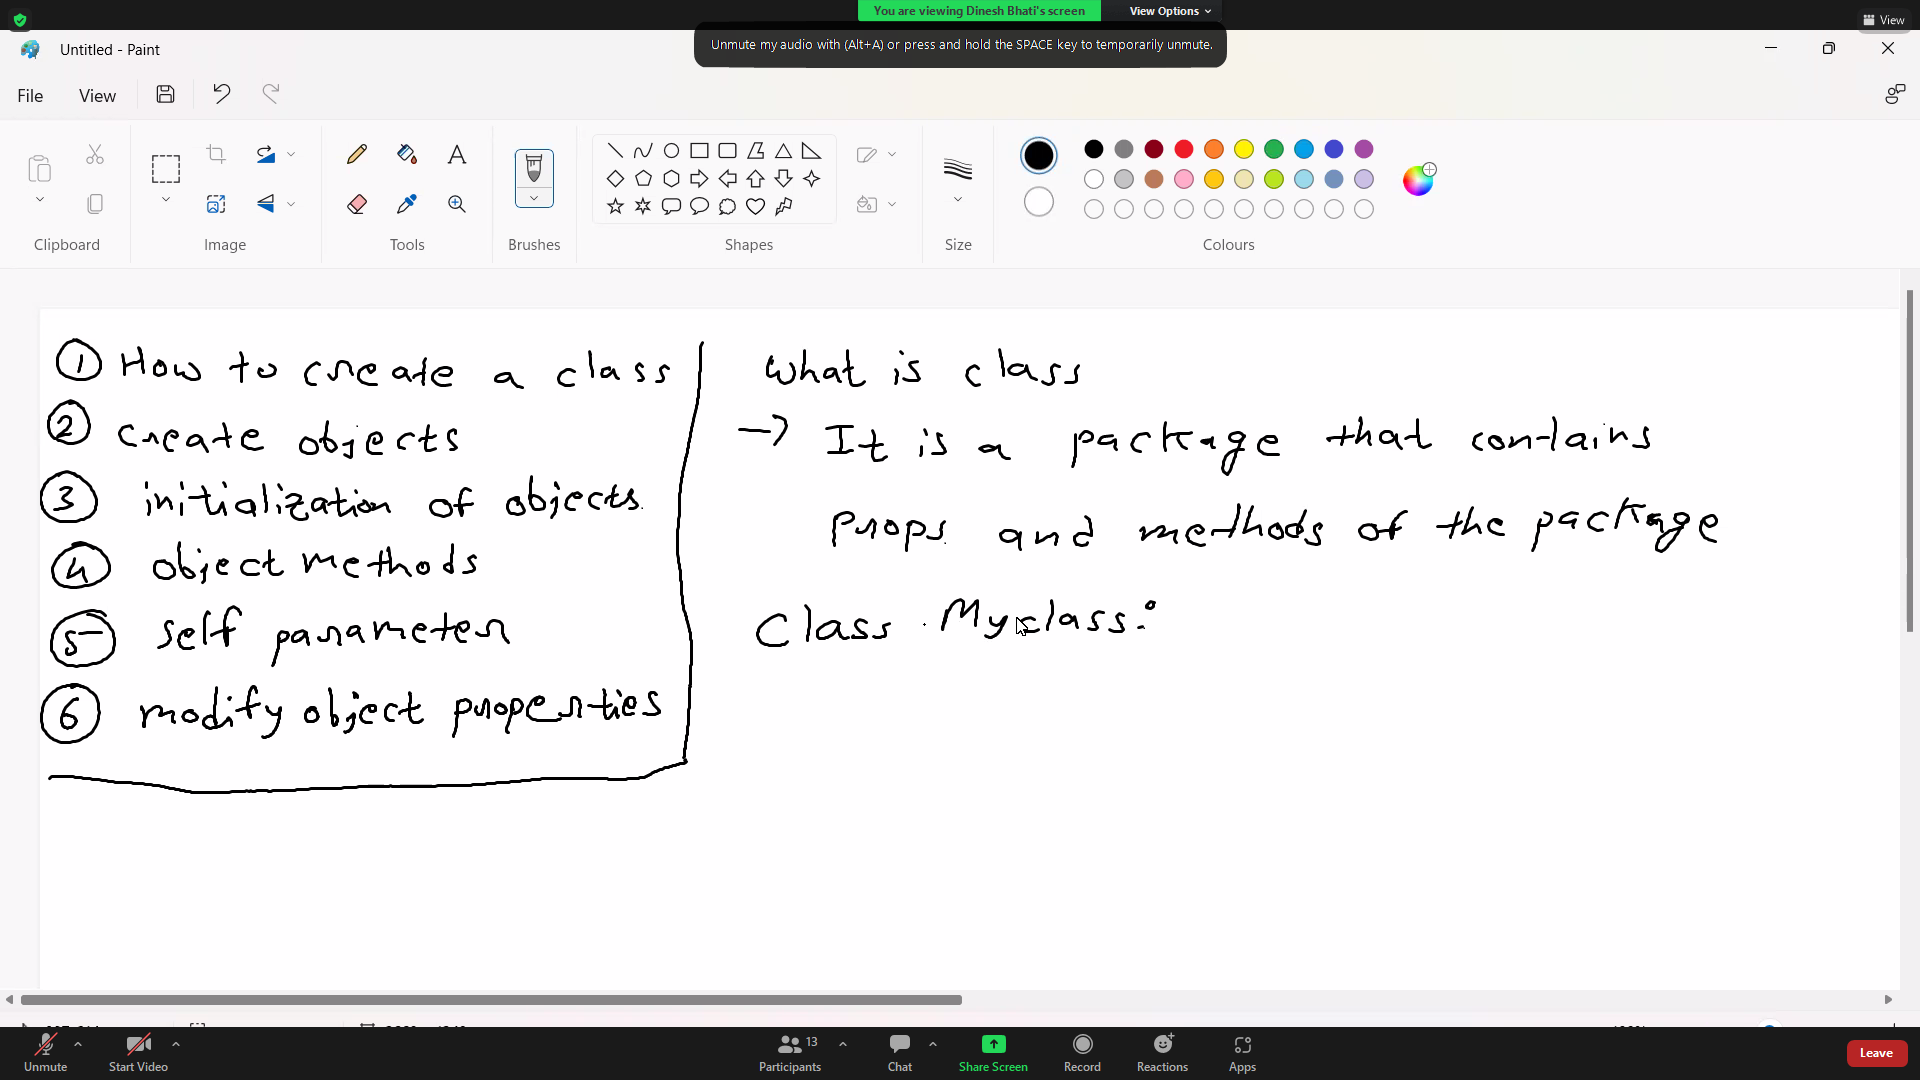 You are viewing Dinesh Bhati's screen View Options
View
Untitled - Paint
Unmute my audio with (Alt+A) or press and hold the SPACE key to temporarily unmute.
File View
Clipboard Image Tools Brushes Shapes Size Colours
1 How to create a class
2 create objects
3 initialization of objects.
4 object methods
5 self parameter
6 modify object properties
What is class
→ It is a package that contains
Props. and methods of the package
Class Myclass:
Unmute Start Video 13 Participants Chat Share Screen Record Reactions Apps Leave